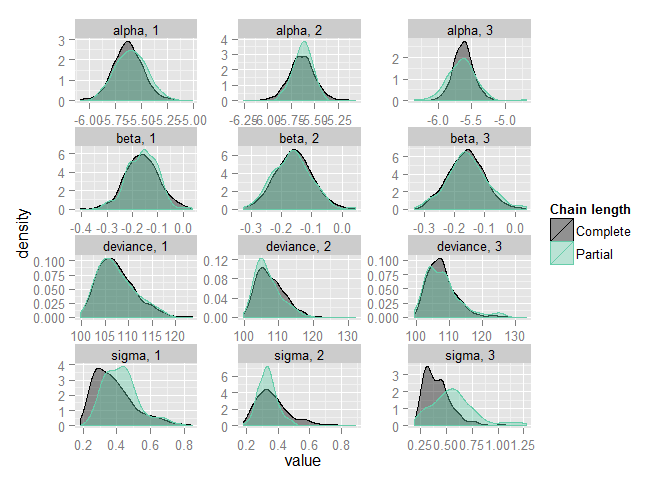 alpha, 1
alpha, 2
alpha, 3
3
2
1
0
4
3
2
1
0
2
1
0
-6.00 -5.75 -5.50 -5.25 -5.00
-6.25 -6.00 -5.75 -5.50 -5.25
-6.0 -5.5 -5.0
beta, 1
beta, 2
beta, 3
6
4
2
0
6
4
2
0
6
4
2
0
-0.4 -0.3 -0.2 -0.1 0.0
-0.3 -0.2 -0.1 0.0
-0.3 -0.2 -0.1 0.0
density
Chain length
Complete
Partial
deviance, 1
deviance, 2
deviance, 3
0.100
0.075
0.050
0.025
0.000
0.12
0.08
0.04
0.00
0.100
0.075
0.050
0.025
0.000
100 105 110 115 120
100 110 120 130
100 110 120 130
sigma, 1
sigma, 2
sigma, 3
4
3
2
1
0
6
4
2
0
3
2
1
0
0.2 0.4 0.6 0.8
0.2 0.4 0.6 0.8
0.25 0.50 0.75 1.00 1.25
value